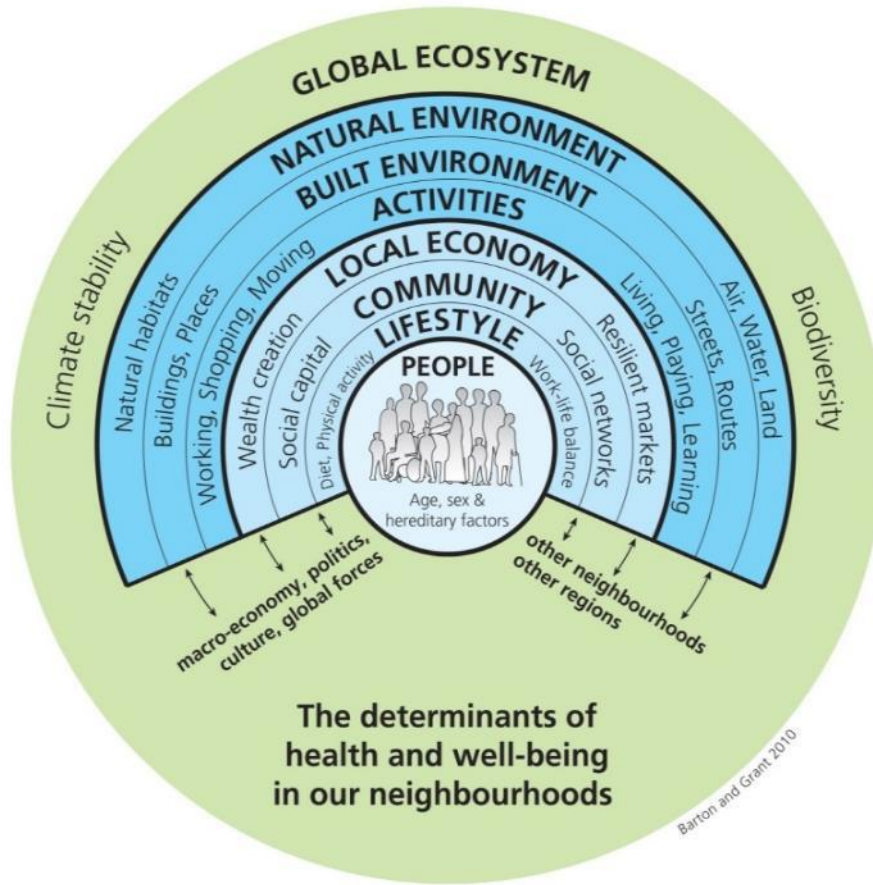 GLOBAL ECOSYSTEM
NATURAL ENVIRONMENT
BUILT ENVIRONMENT
ACTIVITIES
LOCAL ECONOMY
COMMUNITY
LIFESTYLE
PEOPLE
Age, sex &
hereditary factors
Climate stability
Natural habitats
Buildings, Places
Working, Shopping, Moving
Wealth creation
Social capital
Diet, Physical activity
Work-life balance
Social networks
Resilient markets
Living, Playing, Learning
Streets, Routes
Air, Water, Land
Biodiversity
macro-economy, politics,
culture, global forces
other neighbourhoods
other regions
The determinants of
health and well-being
in our neighbourhoods
Barton and Grant 2010